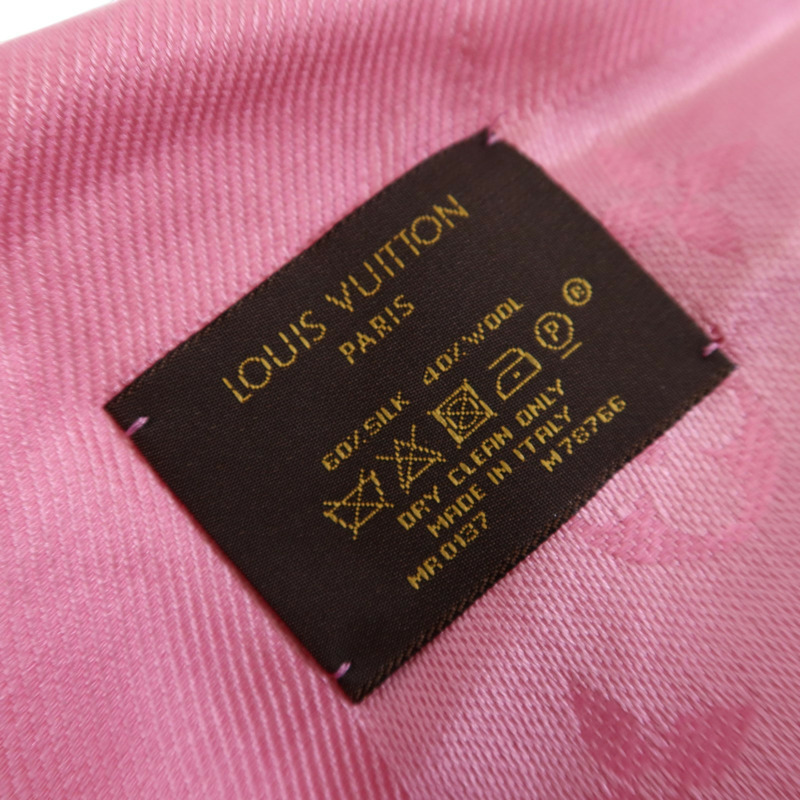 LOUIS VUITTON
PARIS
60% SILK 40% WOOL
P ®
DRY CLEAN ONLY
MADE IN ITALY
MR0137 M78766